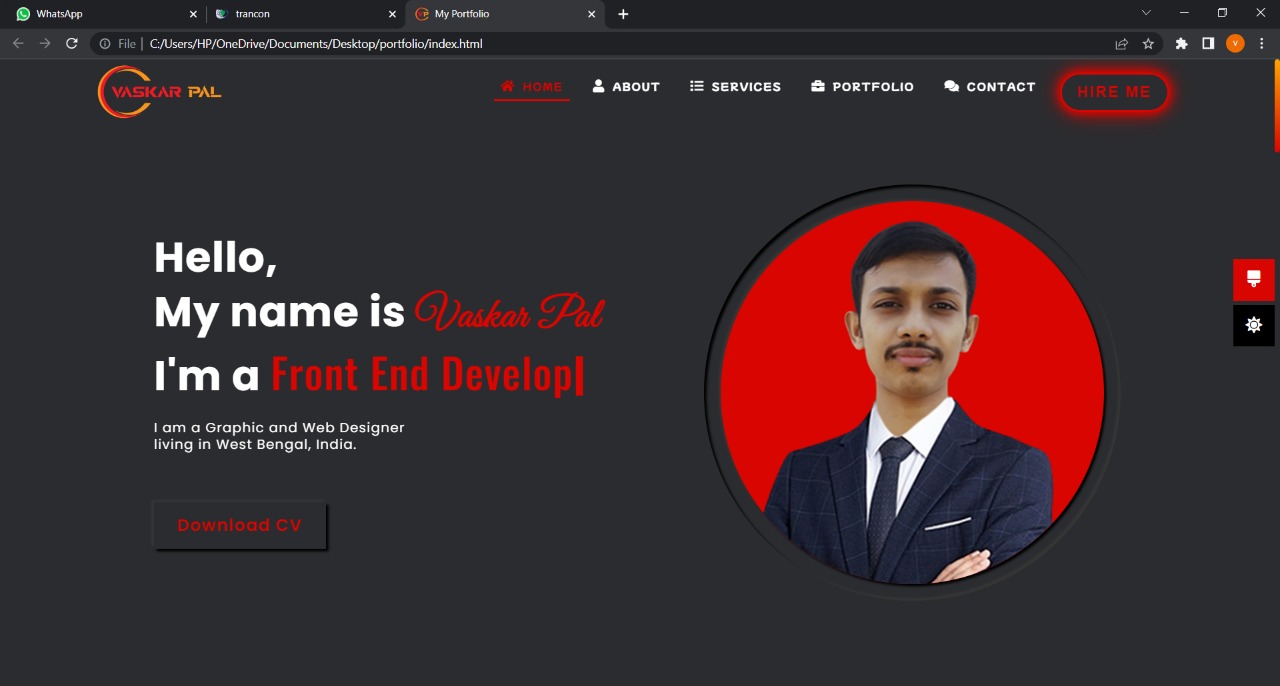 WhatsApp
trancon
My Portfolio
File
C:/Users/HP/OneDrive/Documents/Desktop/portfolio/index.html
V
VASKAR PAL
HOME
ABOUT
SERVICES
PORTFOLIO
CONTACT
HIRE ME
Hello,
My name is Vaskar Pal
I'm a Front End Develop|
I am a Graphic and Web Designer
living in West Bengal, India.
Download CV